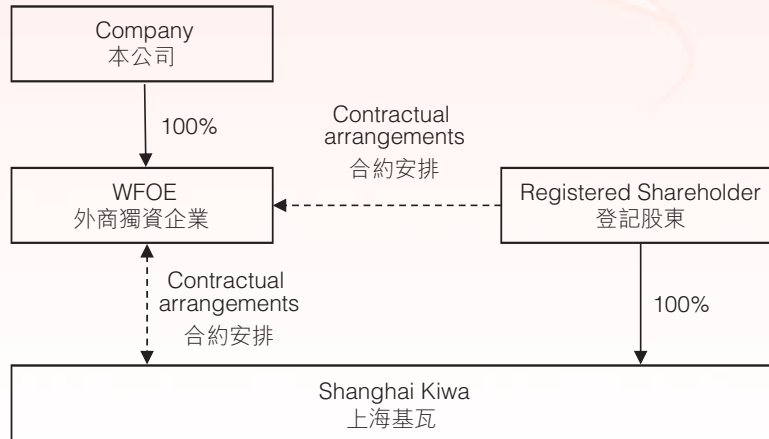 Company
本公司
100%
Contractual
arrangements
合約安排
WFOE
外商獨資企業
Registered Shareholder
登記股東
Contractual
arrangements
合約安排
100%
Shanghai Kiwa
上海基瓦